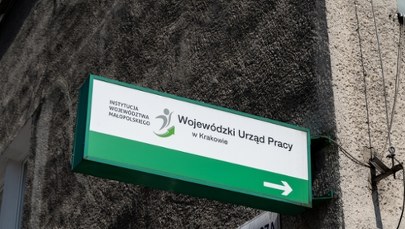 INSTYTUCJA
WOJEWÓDZTWA
MAŁOPOLSKIEGO
Wojewódzki Urząd Pracy
w Krakowie